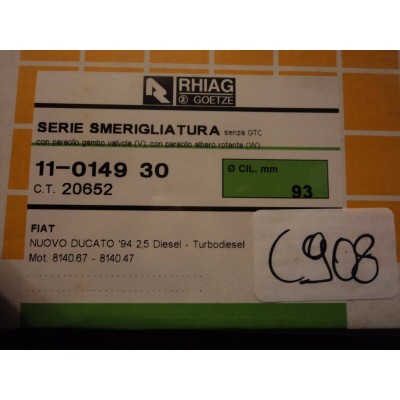 RHIAG
GOETZE
SERIE SMERIGLIATURA senza GTC
con paraolio gambo valvola (V), con paraolio albero rotante (W)
11-0149 30
C.T. 20652
Ø CIL. mm
93
FIAT
NUOVO DUCATO '94 2,5 Diesel - Turbodiesel
Mot. 8140.67 - 8140.47
C908